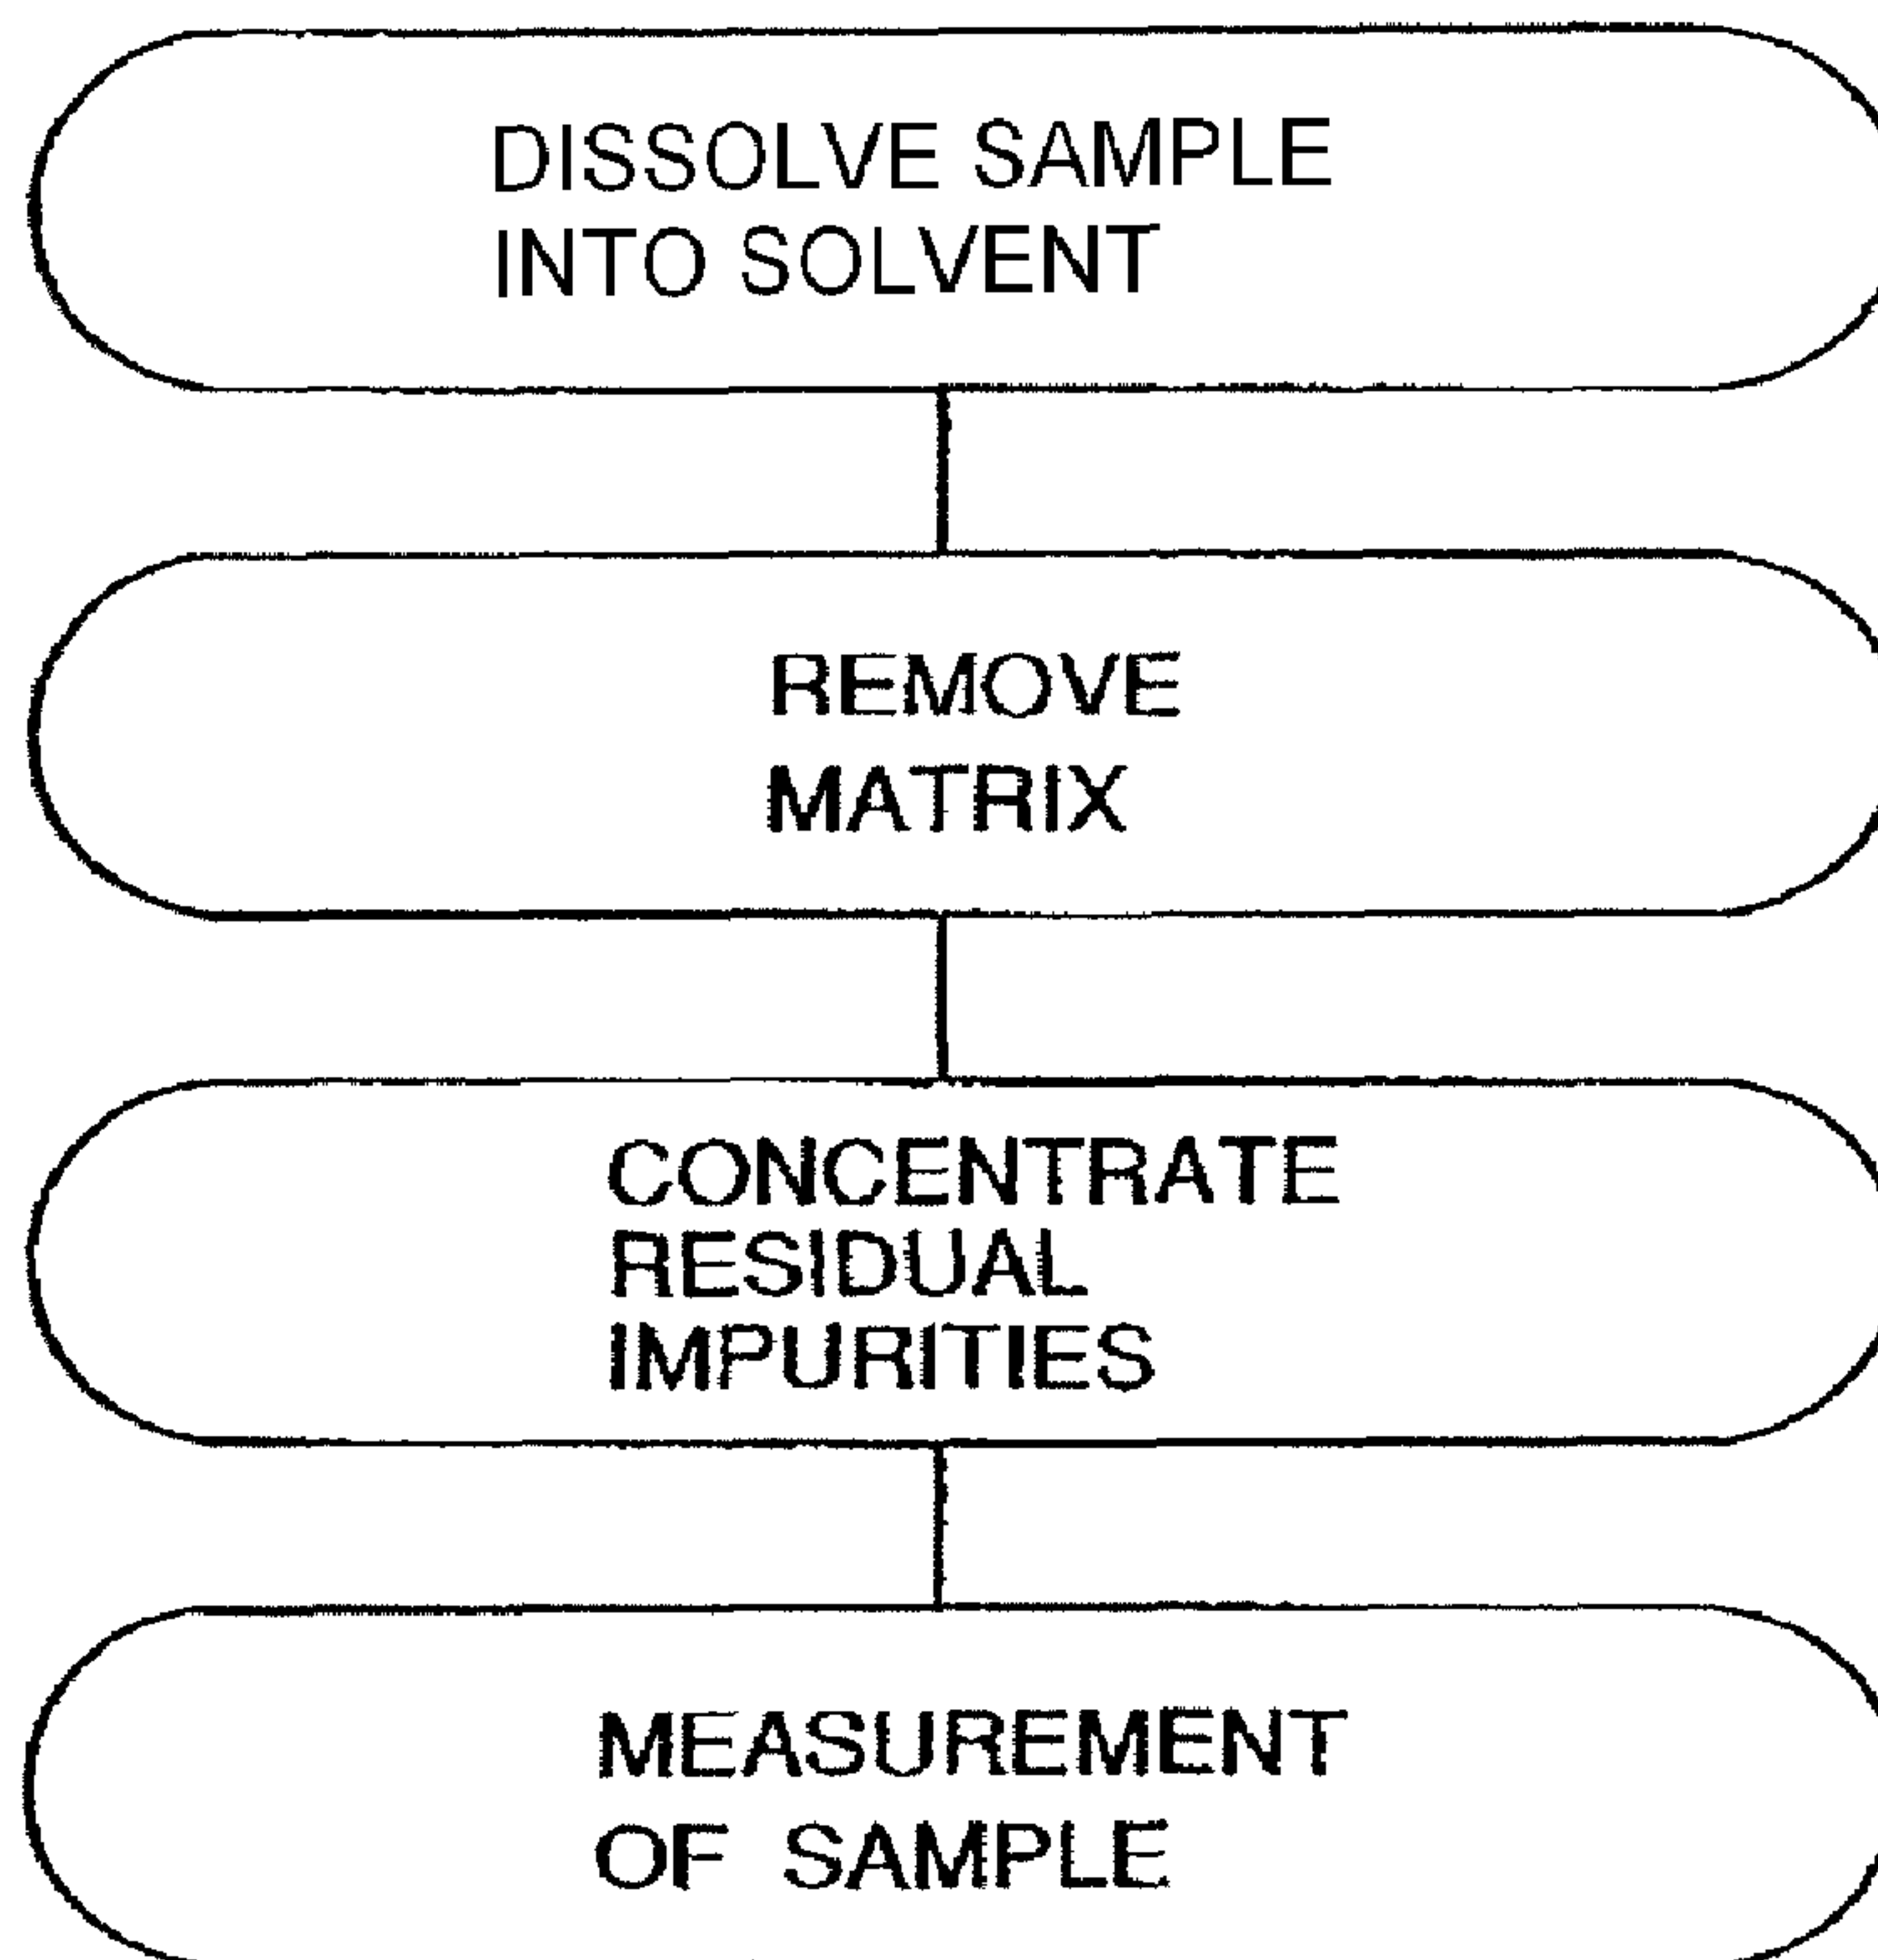 DISSOLVE SAMPLE
INTO SOLVENT
REMOVE
MATRIX
CONCENTRATE
RESIDUAL
IMPURITIES
MEASUREMENT
OF SAMPLE